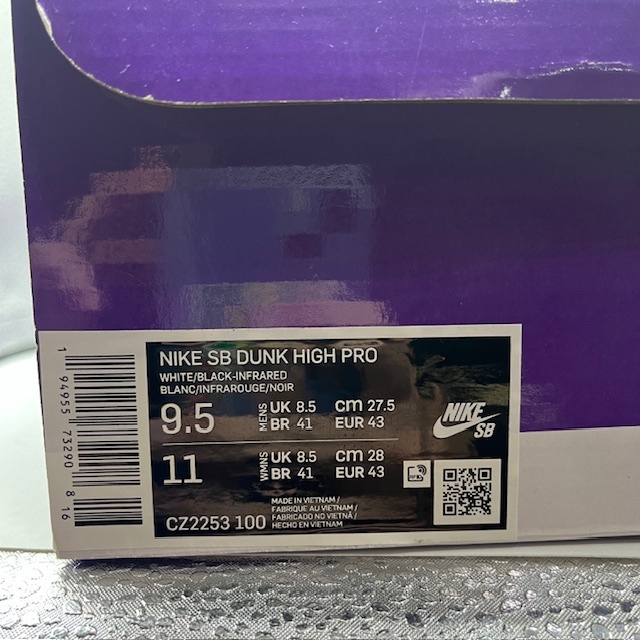 NIKE SB DUNK HIGH PRO
WHITE/BLACK-INFRARED
BLANC/INFRAROUGE/NOIR
9.5 MENS UK 8.5 cm 27.5
BR 41 EUR 43
11 WMNS UK 8.5 cm 28
BR 41 EUR 43
MADE IN VIETNAM /
FABRIQUE AU VIETNAM /
FABRICADO NO VIETNÃ /
HECHO EN VIETNAM
CZ2253 100
NIKE
SB
1 94955 73290 8 16